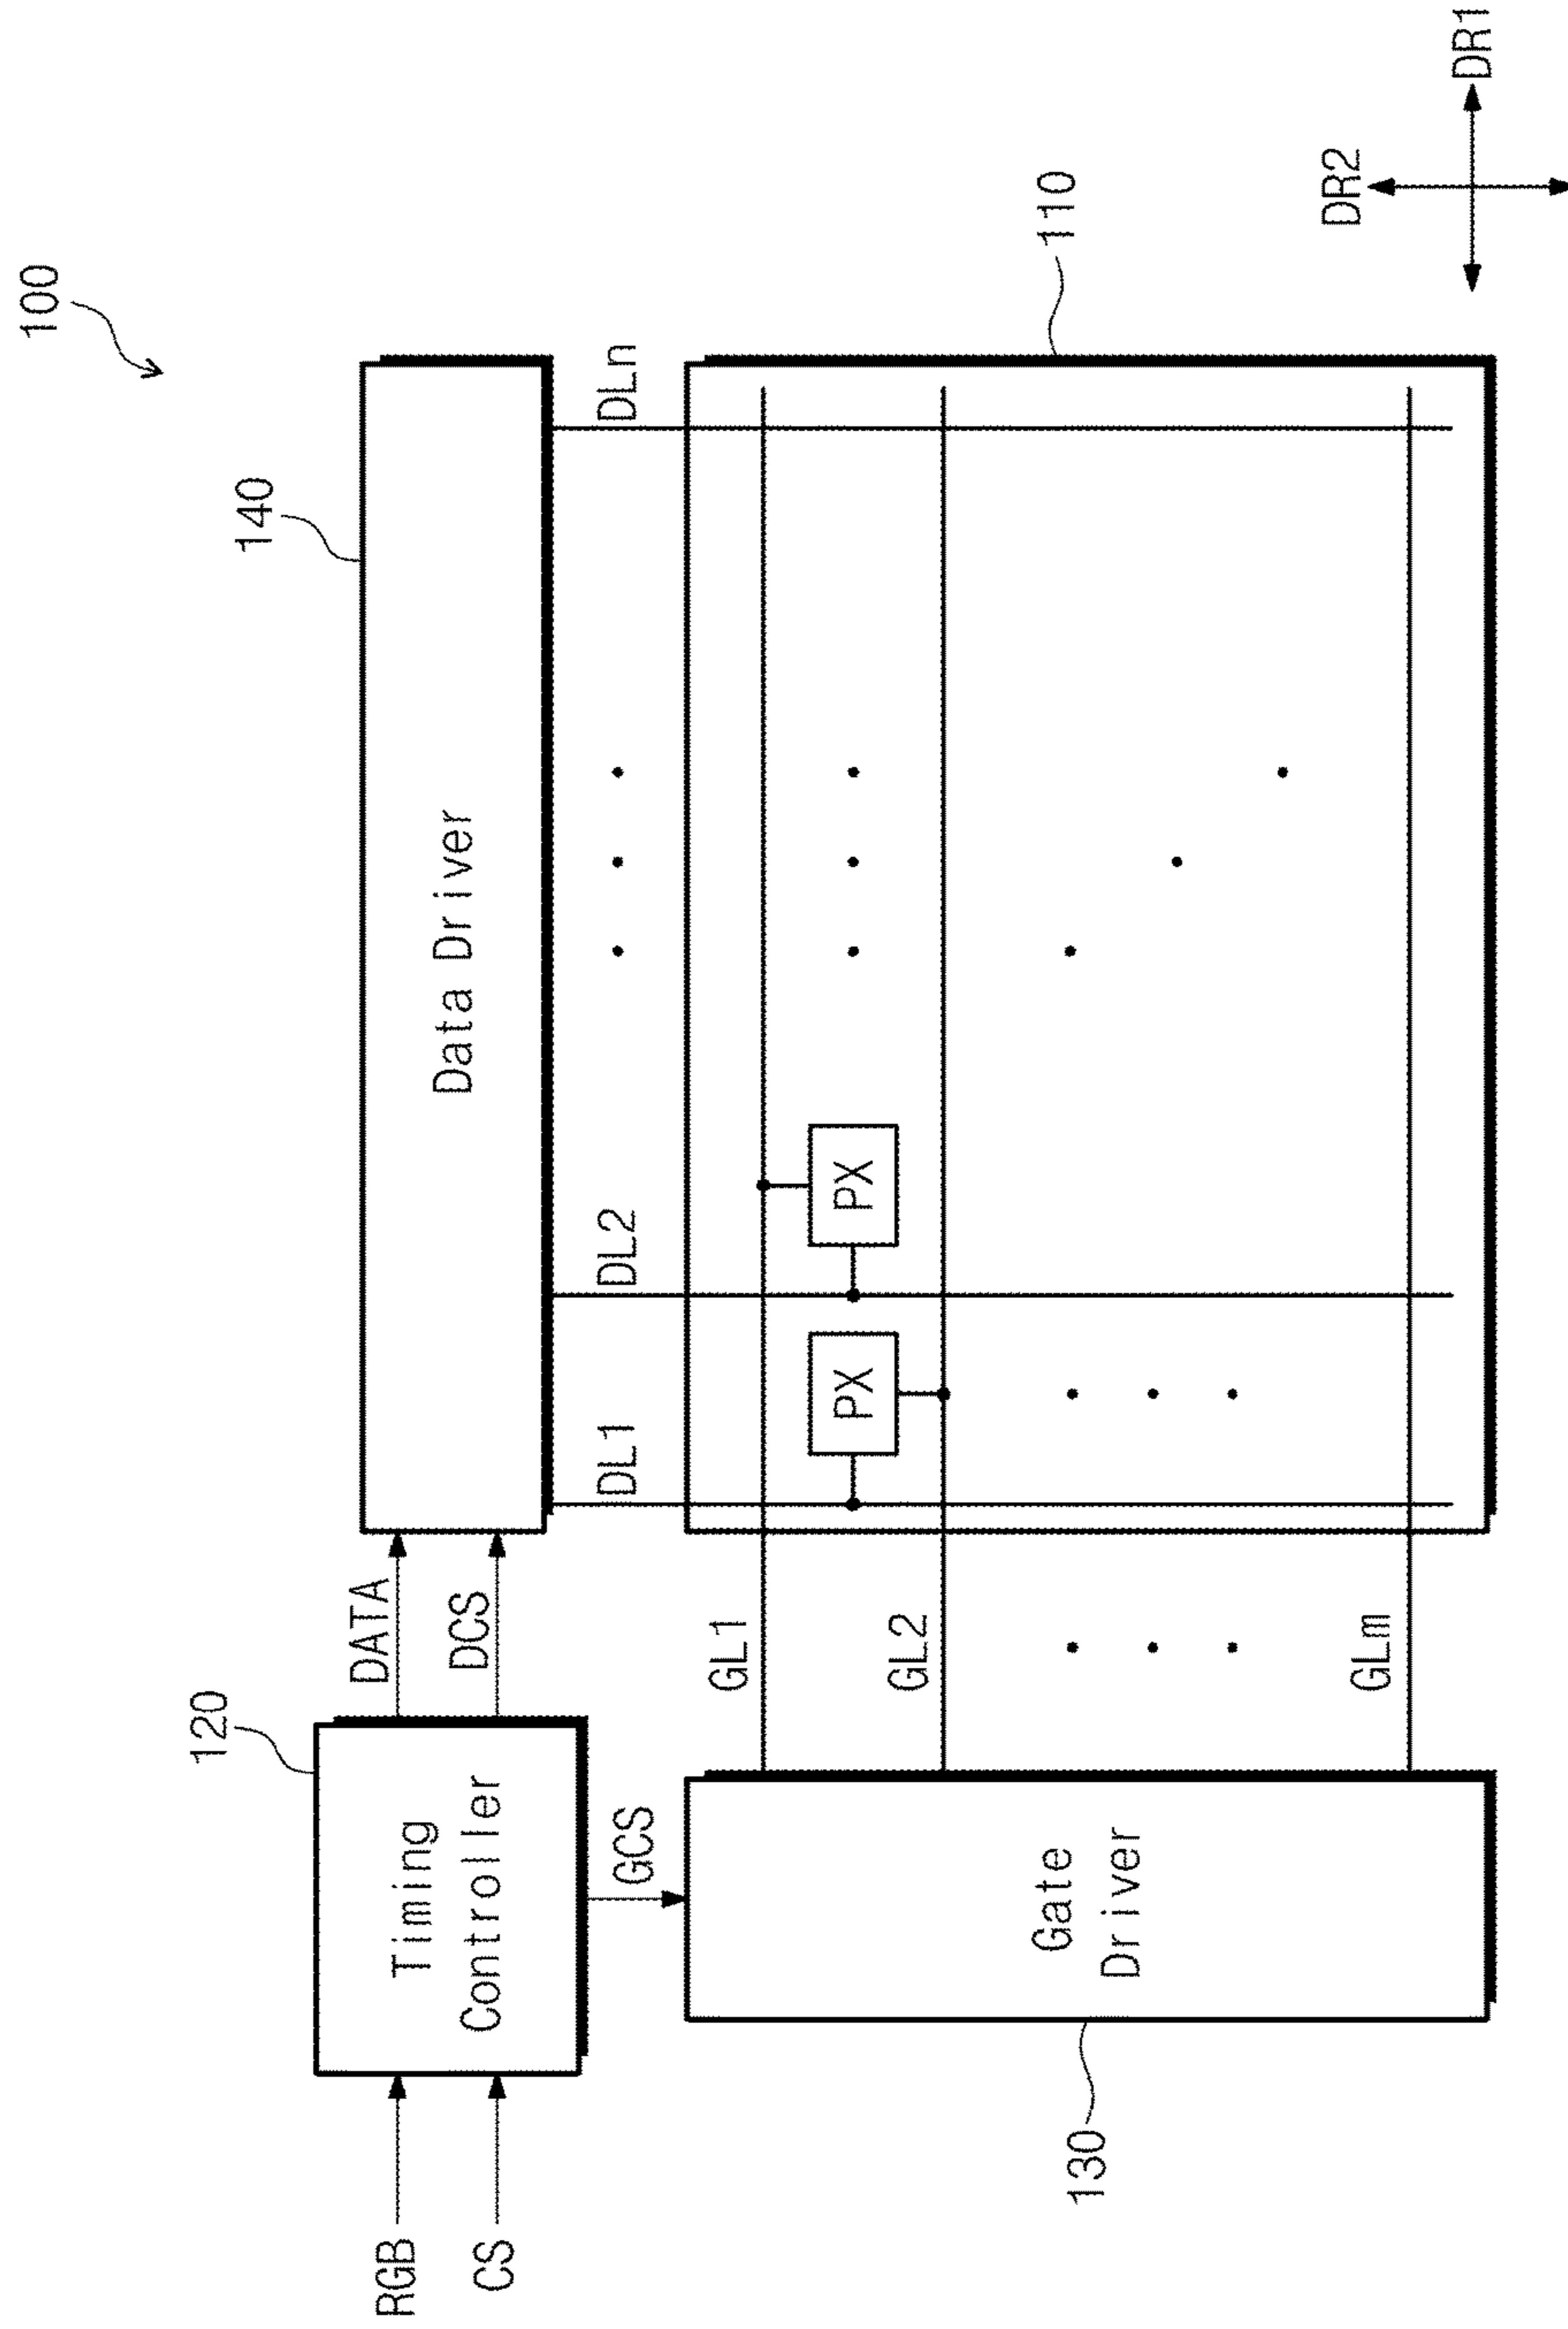 100
140
120
RGB
CS
Timing
Controller
DATA
DCS
Data Driver
GCS
DL1
DL2
DLn
GL1
GL2
GLm
PX
PX
Gate
Driver
130
110
DR2
DR1